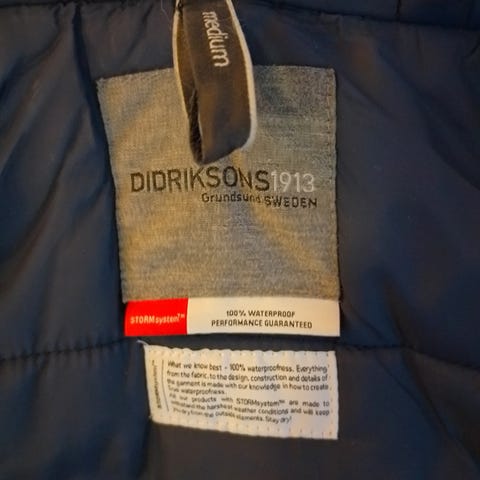 medium
DIDRIKSONS1913
Grundsund SWEDEN
STORMsystem™
100% WATERPROOF
PERFORMANCE GUARANTEED
What we know best - 100% waterproofness. Everything
from the fabric, to the design, construction and details of
the garment is made with our knowledge in how to create
true waterproofness.
All our products with STORMsystem™ are made to
withstand the harshest weather conditions and will keep
you dry from the outside elements. Stay dry!